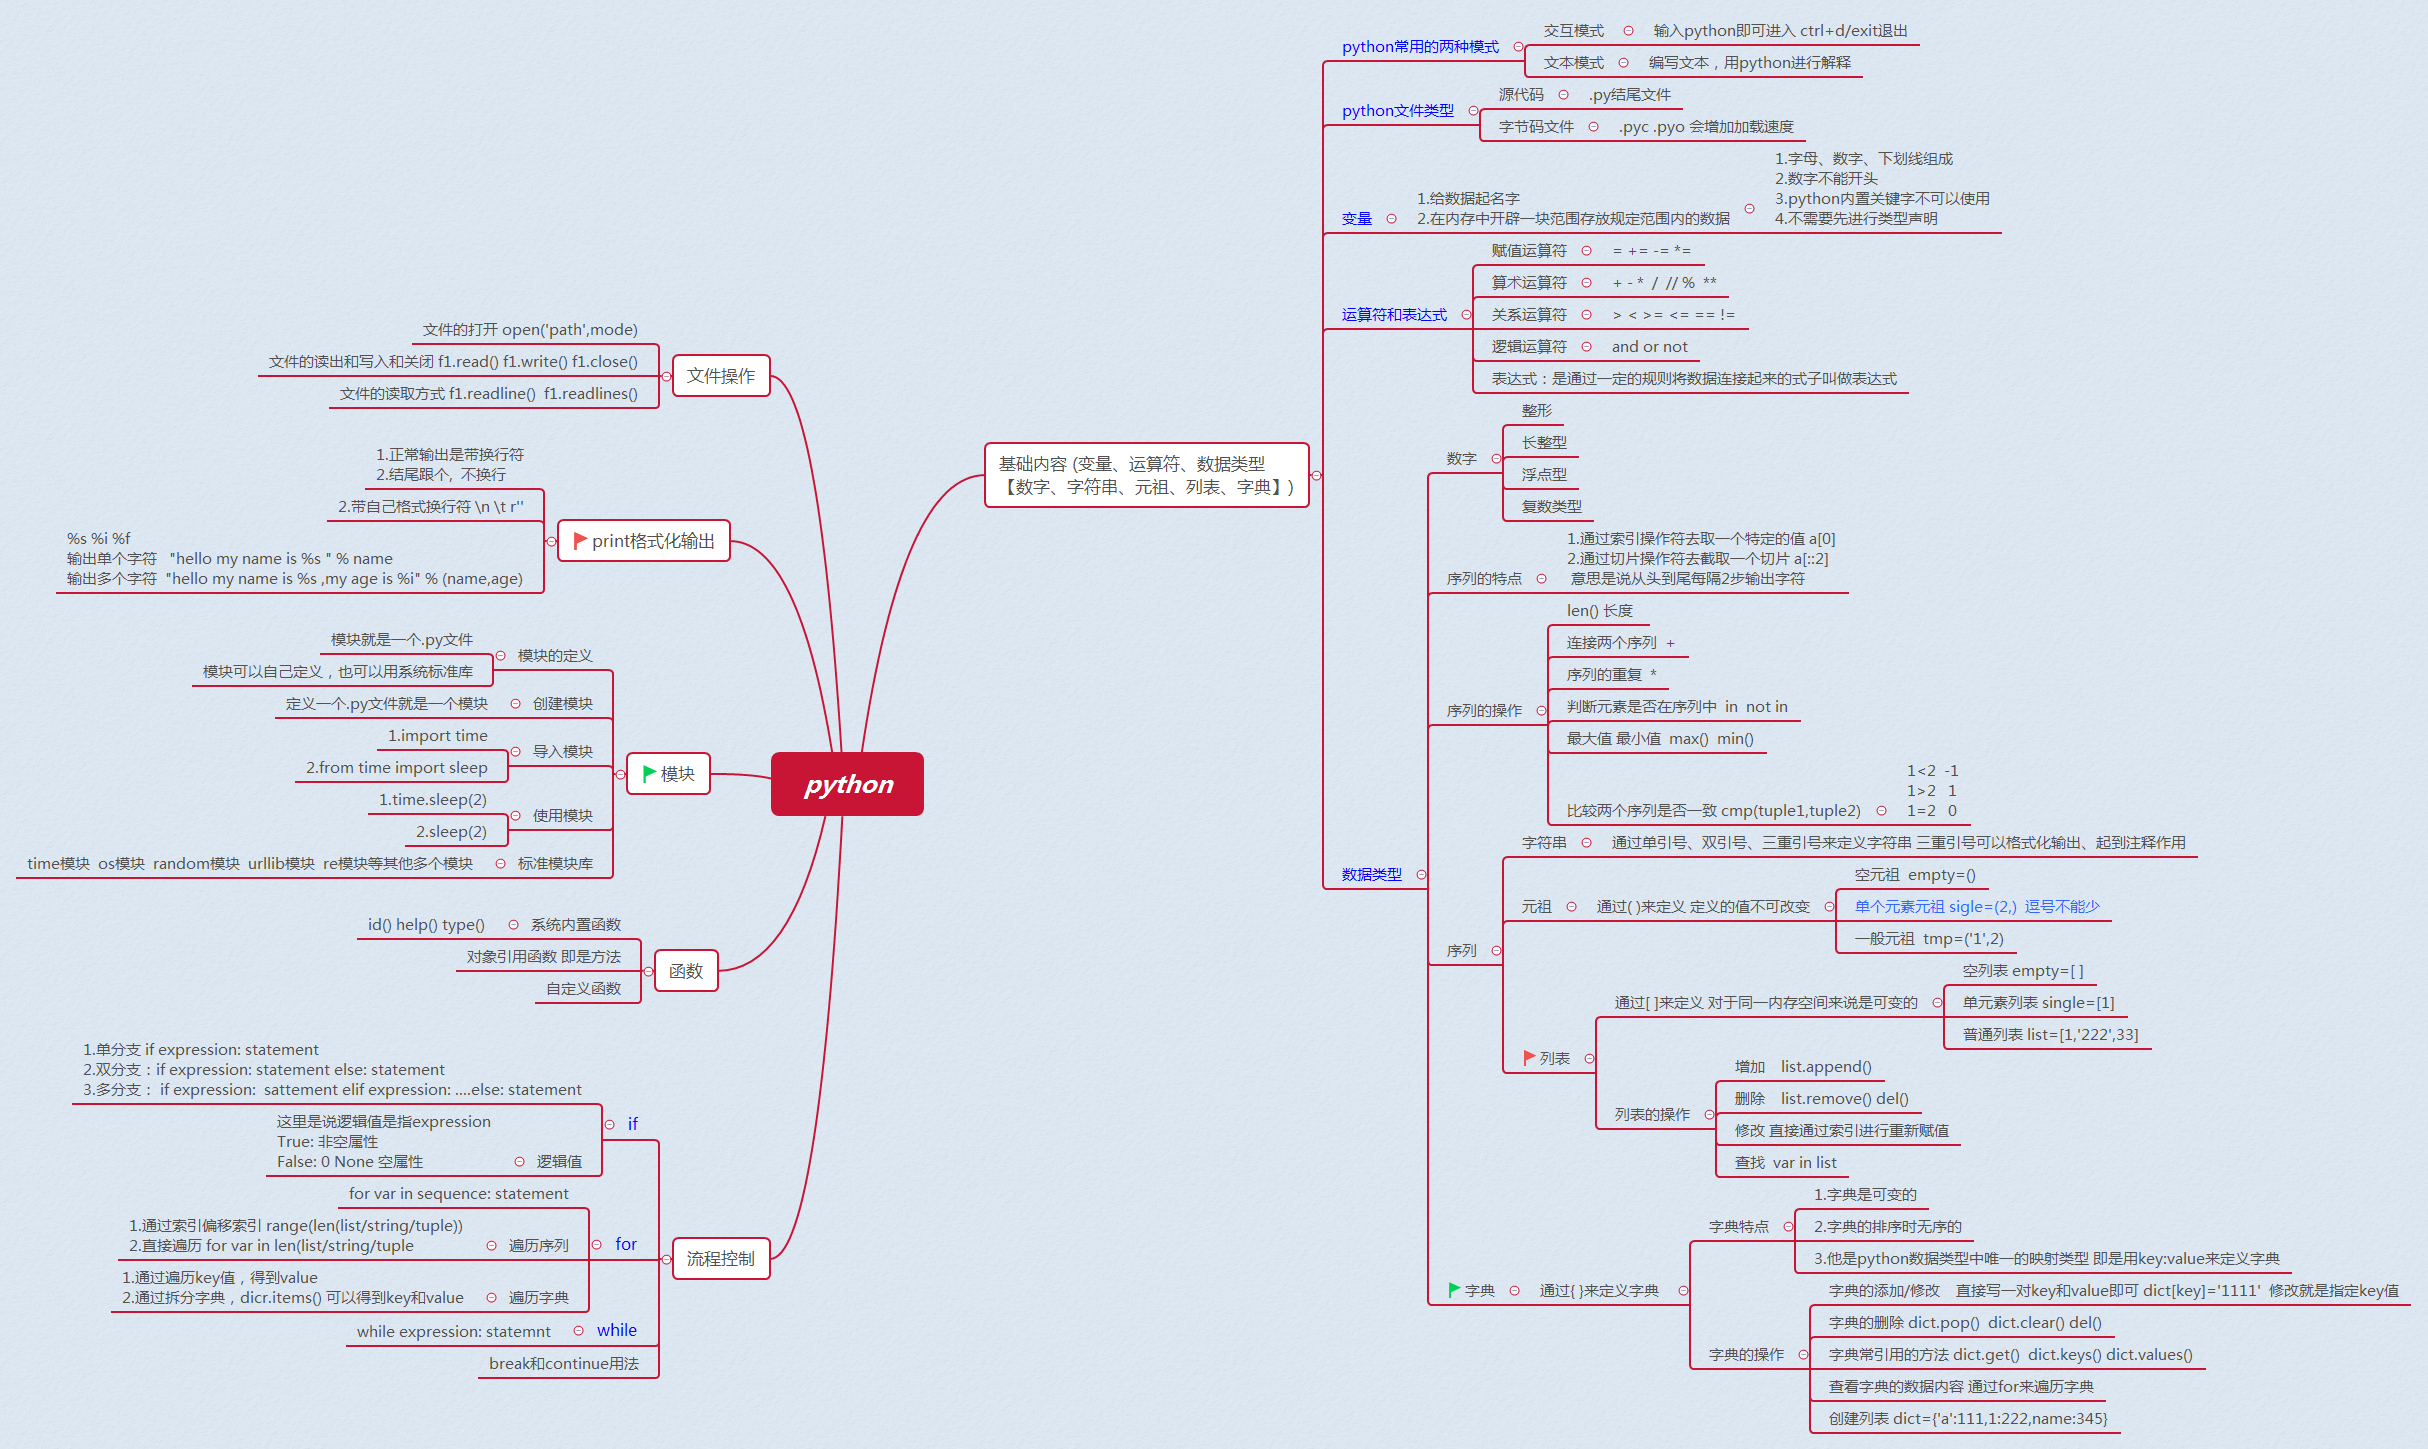 python
基础内容 (变量、运算符、数据类型
【数字、字符串、元祖、列表、字典】)
python常用的两种模式
交互模式
输入python即可进入 ctrl+d/exit退出
文本模式
编写文本，用python进行解释
python文件类型
源代码
.py结尾文件
字节码文件
.pyc .pyo 会增加加载速度
变量
1.给数据起名字
2.在内存中开辟一块范围存放规定范围内的数据
1.字母、数字、下划线组成
2.数字不能开头
3.python内置关键字不可以使用
4.不需要先进行类型声明
运算符和表达式
赋值运算符
= += -= *=
算术运算符
+ - * / // % **
关系运算符
> < >= <= == !=
逻辑运算符
and or not
表达式：是通过一定的规则将数据连接起来的式子叫做表达式
数据类型
数字
整形
长整型
浮点型
复数类型
序列的特点
1.通过索引操作符去取一个特定的值 a[0]
2.通过切片操作符去截取一个切片 a[::2]
意思是说从头到尾每隔2步输出字符
序列的操作
len() 长度
连接两个序列 +
序列的重复 *
判断元素是否在序列中 in not in
最大值 最小值 max() min()
比较两个序列是否一致 cmp(tuple1,tuple2)
1<2 -1
1>2 1
1=2 0
序列
字符串
通过单引号、双引号、三重引号来定义字符串 三重引号可以格式化输出、起到注释作用
元祖
通过( )来定义 定义的值不可改变
空元祖 empty=()
单个元素元祖 sigle=(2,) 逗号不能少
一般元祖 tmp=('1',2)
列表
通过[ ]来定义 对于同一内存空间来说是可变的
空列表 empty=[ ]
单元素列表 single=[1]
普通列表 list=[1,'222',33]
列表的操作
增加 list.append()
删除 list.remove() del()
修改 直接通过索引进行重新赋值
查找 var in list
字典
通过{ }来定义字典
字典特点
1.字典是可变的
2.字典的排序时无序的
3.他是python数据类型中唯一的映射类型 即是用key:value来定义字典
字典的操作
字典的添加/修改 直接写一对key和value即可 dict[key]='1111' 修改就是指定key值
字典的删除 dict.pop() dict.clear() del()
字典常引用的方法 dict.get() dict.keys() dict.values()
查看字典的数据内容 通过for来遍历字典
创建列表 dict={'a':111,1:222,name:345}
文件操作
文件的打开 open('path',mode)
文件的读出和写入和关闭 f1.read() f1.write() f1.close()
文件的读取方式 f1.readline() f1.readlines()
print格式化输出
1.正常输出是带换行符
2.结尾跟个, 不换行
2.带自己格式换行符 \n \t r''
%s %i %f
输出单个字符 "hello my name is %s " % name
输出多个字符 "hello my name is %s ,my age is %i" % (name,age)
模块
模块的定义
模块就是一个.py文件
模块可以自己定义，也可以用系统标准库
创建模块
定义一个.py文件就是一个模块
导入模块
1.import time
2.from time import sleep
使用模块
1.time.sleep(2)
2.sleep(2)
标准模块库
time模块 os模块 random模块 urllib模块 re模块等其他多个模块
函数
系统内置函数
id() help() type()
对象引用函数 即是方法
自定义函数
流程控制
if
1.单分支 if expression: statement
2.双分支：if expression: statement else: statement
3.多分支： if expression: sattement elif expression: ....else: statement
逻辑值
这里是说逻辑值是指expression
True: 非空属性
False: 0 None 空属性
for
for var in sequence: statement
遍历序列
1.通过索引偏移索引 range(len(list/string/tuple))
2.直接遍历 for var in len(list/string/tuple
遍历字典
1.通过遍历key值，得到value
2.通过拆分字典，dicr.items() 可以得到key和value
while
while expression: statemnt
break和continue用法